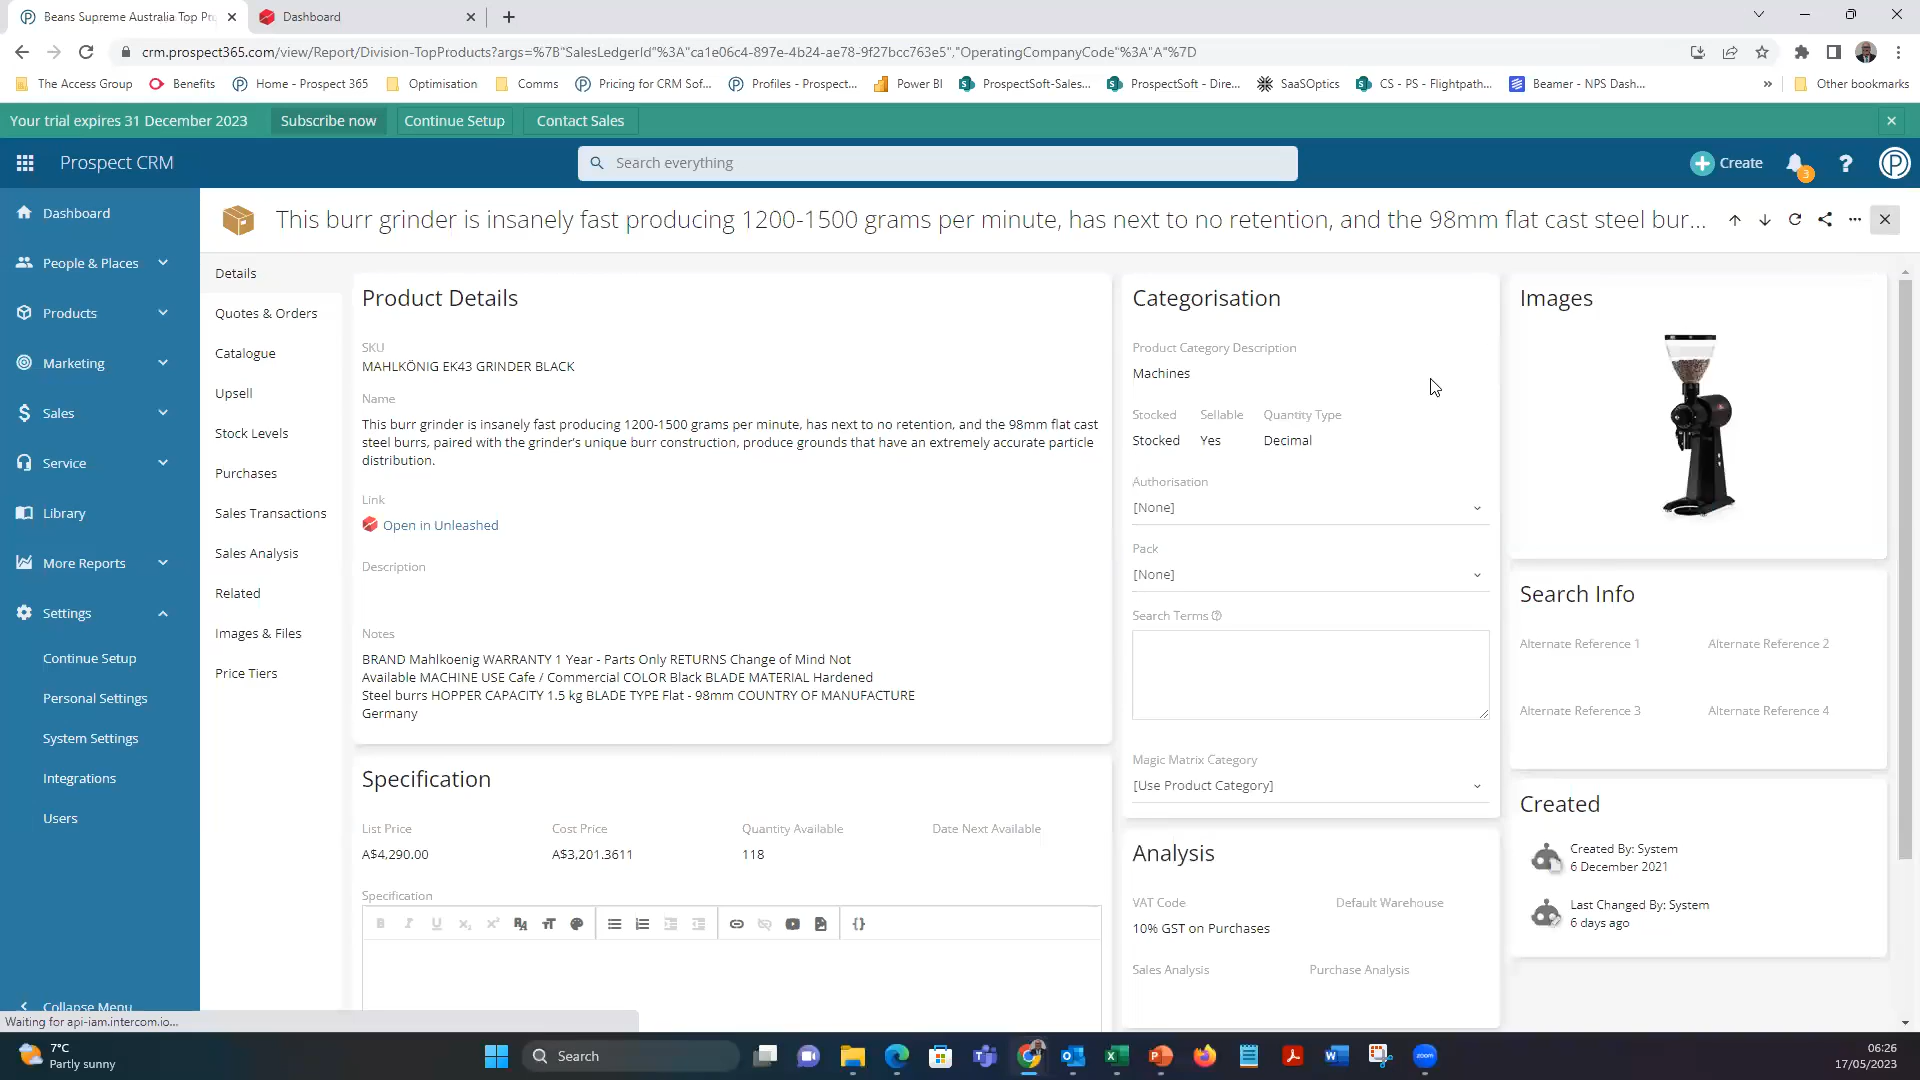 Beans Supreme Australia Top Pr
Dashboard
crm.prospect365.com/view/Report/Division-TopProducts?args=%7B"SalesLedgerId"%3A"ca1e06c4-897e-4b24-ae78-9f27bcc763e5","OperatingCompanyCode"%3A"A"%7D
The Access Group
Benefits
Home - Prospect 365
Optimisation
Comms
Pricing for CRM Sof...
Profiles - Prospect...
Power BI
ProspectSoft-Sales...
ProspectSoft - Dire...
SaaSOptics
CS - PS - Flightpath...
Beamer - NPS Dash...
»
Other bookmarks
Your trial expires 31 December 2023
Subscribe now
Continue Setup
Contact Sales
Prospect CRM
Search everything
Create
3
Dashboard
People & Places
Products
Marketing
Sales
Service
Library
More Reports
Settings
Continue Setup
Personal Settings
System Settings
Integrations
Users
Collapse Menu
Waiting for api-iam.intercom.io...
This burr grinder is insanely fast producing 1200-1500 grams per minute, has next to no retention, and the 98mm flat cast steel bur...
Details
Quotes & Orders
Catalogue
Upsell
Stock Levels
Purchases
Sales Transactions
Sales Analysis
Related
Images & Files
Price Tiers
Product Details
SKU
MAHLKÖNIG EK43 GRINDER BLACK
Name
This burr grinder is insanely fast producing 1200-1500 grams per minute, has next to no retention, and the 98mm flat cast
steel burrs, paired with the grinder's unique burr construction, produce grounds that have an extremely accurate particle
distribution.
Link
Open in Unleashed
Description
Notes
BRAND Mahlkoenig WARRANTY 1 Year - Parts Only RETURNS Change of Mind Not
Available MACHINE USE Cafe / Commercial COLOR Black BLADE MATERIAL Hardened
Steel burrs HOPPER CAPACITY 1.5 kg BLADE TYPE Flat - 98mm COUNTRY OF MANUFACTURE
Germany
Specification
List Price
Cost Price
Quantity Available
Date Next Available
A$4,290.00
A$3,201.3611
118
Specification
Categorisation
Product Category Description
Machines
Stocked
Sellable
Quantity Type
Stocked
Yes
Decimal
Authorisation
[None]
Pack
[None]
Search Terms
Magic Matrix Category
[Use Product Category]
Analysis
VAT Code
Default Warehouse
10% GST on Purchases
Sales Analysis
Purchase Analysis
Images
Search Info
Alternate Reference 1
Alternate Reference 2
Alternate Reference 3
Alternate Reference 4
Created
Created By: System
6 December 2021
Last Changed By: System
6 days ago
7°C
Partly sunny
Search
zoom
06:26
17/05/2023